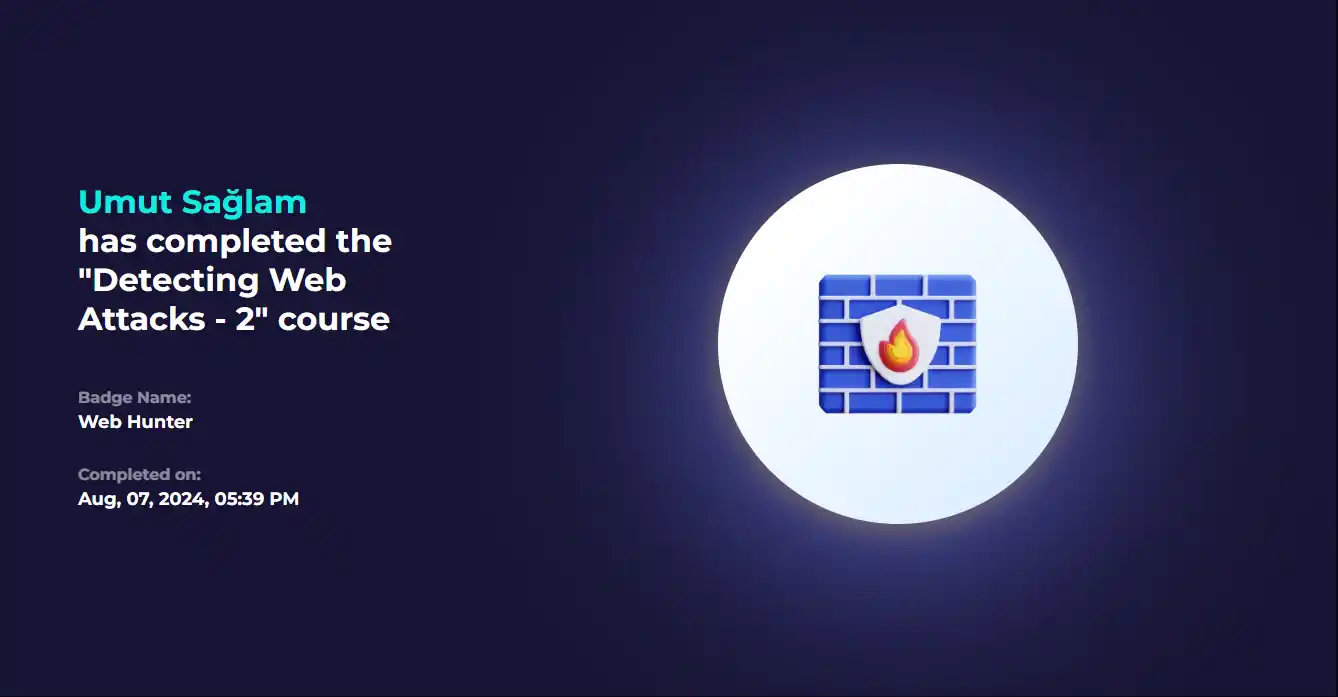 Umut Sağlam
has completed the
"Detecting Web
Attacks - 2" course
Badge Name:
Web Hunter
Completed on:
Aug, 07, 2024, 05:39 PM